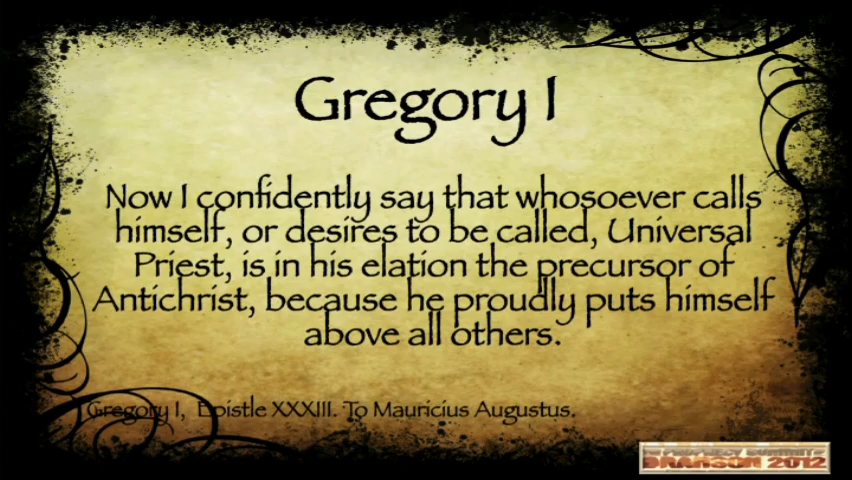 Gregory I
Now I confidently say that whosoever calls
himself, or desires to be called, Universal
Priest, is in his elation the precursor of
Antichrist, because he proudly puts himself
above all others.
Gregory I, Epistle XXXIII. To Mauricius Augustus.
BRANSON 2012